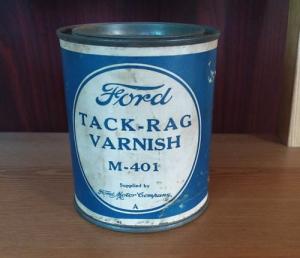 Ford
TACK-RAG
VARNISH
M-401
Supplied by
Ford Motor Company
A